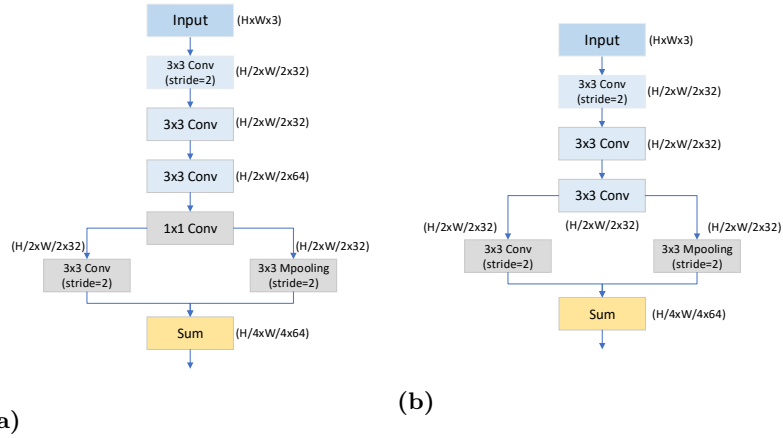 Input (HxWx3)
3x3 Conv
(stride=2)
(H/2xW/2x32)
3x3 Conv (H/2xW/2x32)
3x3 Conv (H/2xW/2x64)
1x1 Conv
(H/2xW/2x32) (H/2xW/2x32)
3x3 Conv
(stride=2)
3x3 Mpooling
(stride=2)
Sum (H/4xW/4x64)
a)
Input (HxWx3)
3x3 Conv
(stride=2)
(H/2xW/2x32)
3x3 Conv (H/2xW/2x32)
3x3 Conv
(H/2xW/2x32) (H/2xW/2x32) (H/2xW/2x32)
3x3 Conv
(stride=2)
3x3 Mpooling
(stride=2)
Sum (H/4xW/4x64)
(b)